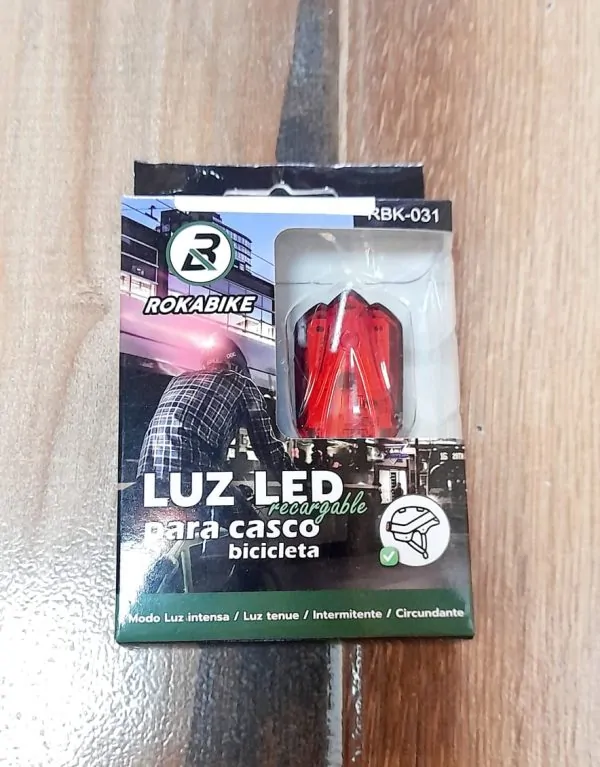 RBK-031
ROKABIKE
LUZ LED
recargable
para casco
bicicleta
Modo Luz intensa / Luz tenue / Intermitente / Circundante